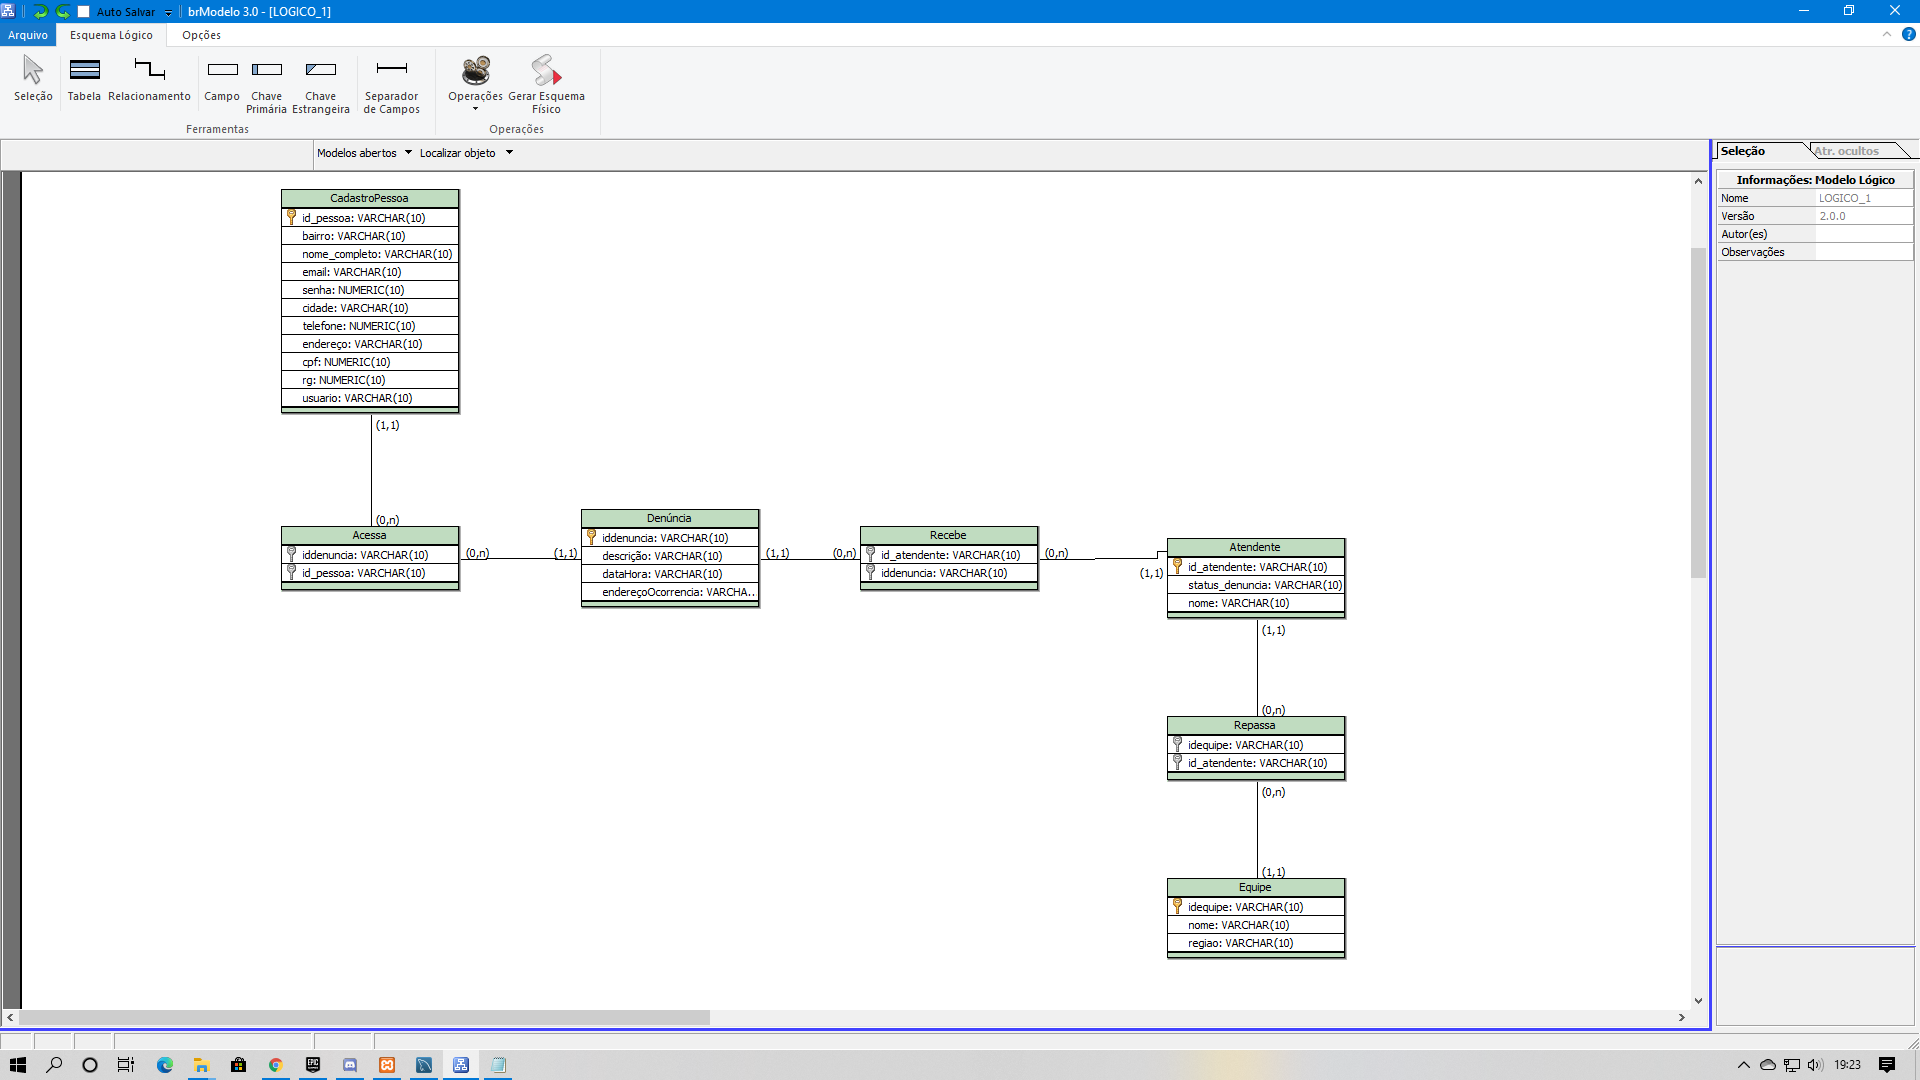 Auto Salvar
brModelo 3.0 - [LOGICO_1]
Arquivo
Esquema Lógico
Opções
Seleção
Tabela
Relacionamento
Campo
Chave Primária
Chave Estrangeira
Separador de Campos
Operações
Gerar Esquema Físico
Ferramentas
Operações
Modelos abertos
Localizar objeto
Seleção
Atr. ocultos
Informações: Modelo Lógico
Nome LOGICO_1
Versão 2.0.0
Autor(es)
Observações
CadastroPessoa
id_pessoa: VARCHAR(10)
bairro: VARCHAR(10)
nome_completo: VARCHAR(10)
email: VARCHAR(10)
senha: NUMERIC(10)
cidade: VARCHAR(10)
telefone: NUMERIC(10)
endereço: VARCHAR(10)
cpf: NUMERIC(10)
rg: NUMERIC(10)
usuario: VARCHAR(10)
(1,1)
(0,n)
Acessa
iddenuncia: VARCHAR(10)
id_pessoa: VARCHAR(10)
(0,n)
(1,1)
Denúncia
iddenuncia: VARCHAR(10)
descrição: VARCHAR(10)
dataHora: VARCHAR(10)
endereçoOcorrencia: VARCHA..
(1,1)
(0,n)
Recebe
id_atendente: VARCHAR(10)
iddenuncia: VARCHAR(10)
(0,n)
(1,1)
Atendente
id_atendente: VARCHAR(10)
status_denuncia: VARCHAR(10)
nome: VARCHAR(10)
(1,1)
(0,n)
Repassa
idequipe: VARCHAR(10)
id_atendente: VARCHAR(10)
(0,n)
(1,1)
Equipe
idequipe: VARCHAR(10)
nome: VARCHAR(10)
regiao: VARCHAR(10)
EPIC
19:23